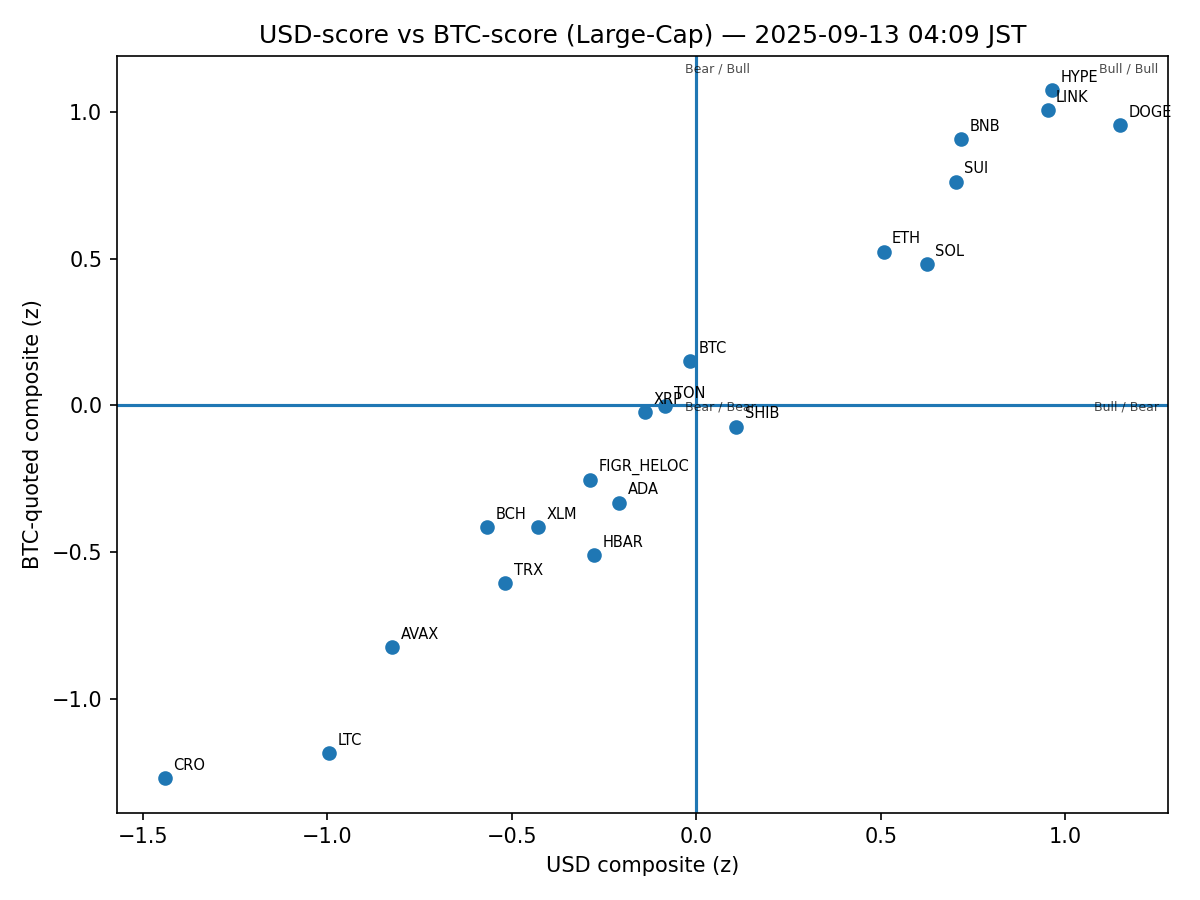 USD-score vs BTC-score (Large-Cap) — 2025-09-13 04:09 JST
Bear / Bull
Bull / Bull
HYPE
LINK
DOGE
BNB
SUI
ETH
SOL
BTC
TON
XRP
Bear / Bear
Bull / Bear
SHIB
FIGR_HELOC
ADA
BCH
XLM
HBAR
TRX
AVAX
LTC
CRO
1.0
0.5
0.0
−0.5
−1.0
BTC-quoted composite (z)
−1.5
−1.0
−0.5
0.0
0.5
1.0
USD composite (z)